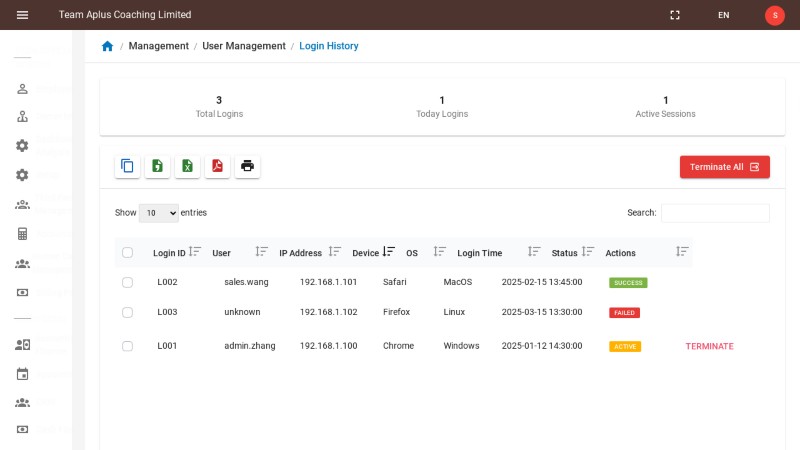 Team Aplus Coaching Limited EN S
/ Management / User Management / Login History
3 1 1
Total Logins Today Logins Active Sessions
Terminate All
Show 10 entries Search:
Login ID User IP Address Device OS Login Time Status Actions
L002 sales.wang 192.168.1.101 Safari MacOS 2025-02-15 13:45:00 SUCCESS
L003 unknown 192.168.1.102 Firefox Linux 2025-03-15 13:30:00 FAILED
L001 admin.zhang 192.168.1.100 Chrome Windows 2025-01-12 14:30:00 ACTIVE TERMINATE